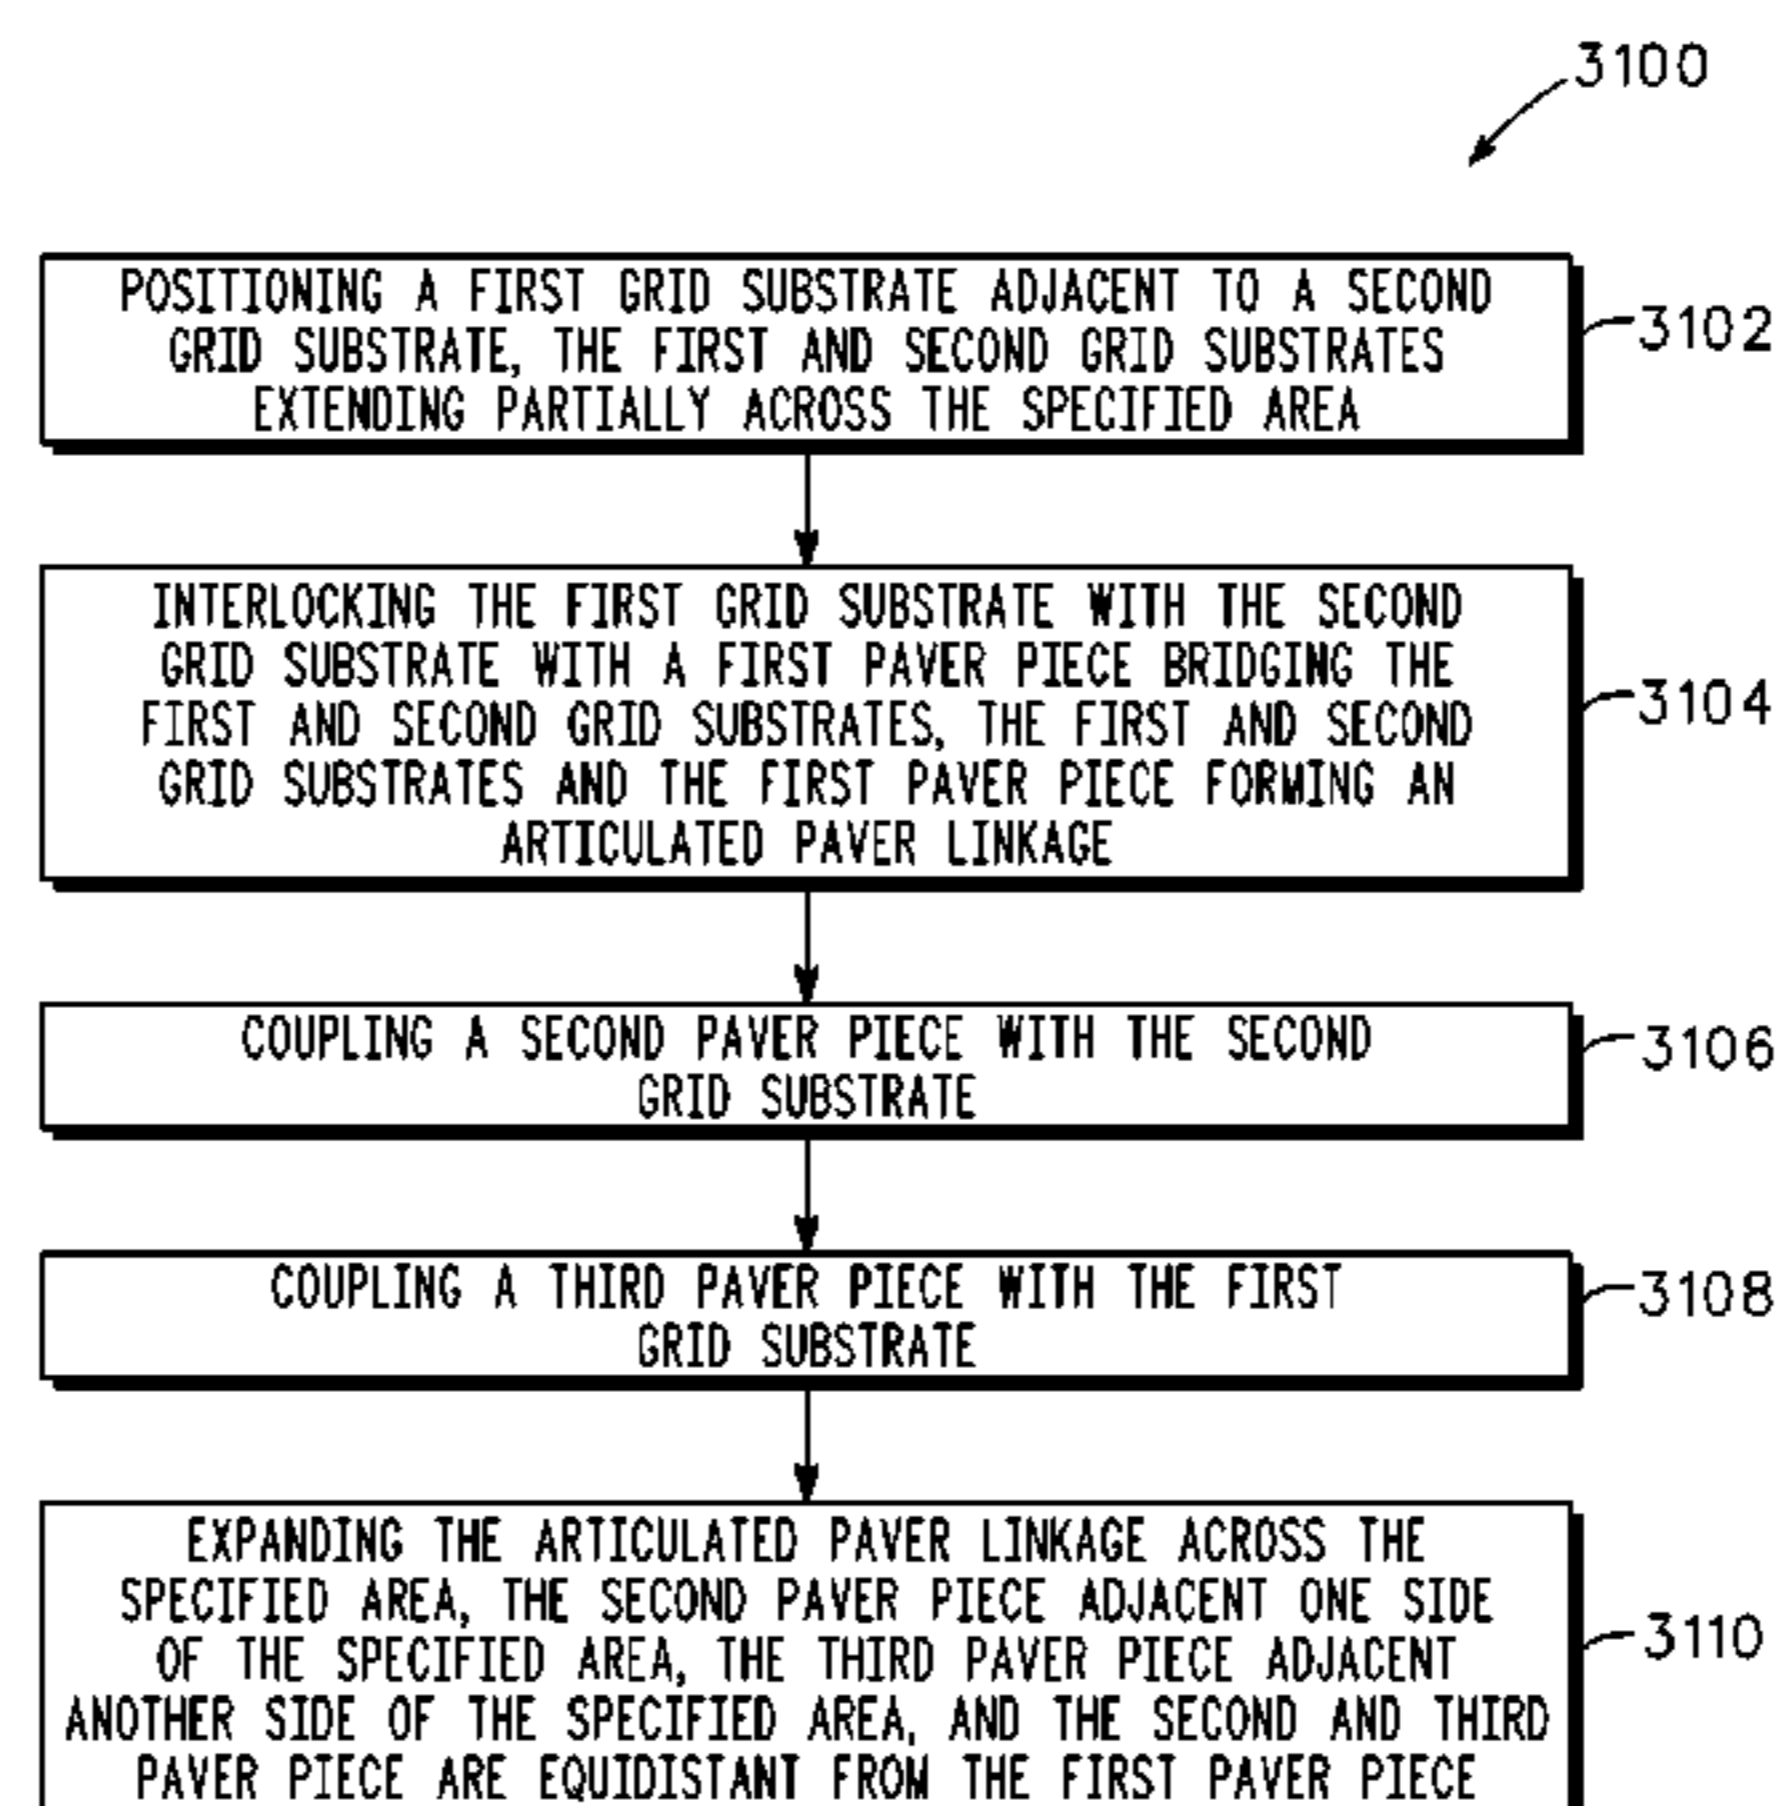 3100
POSITIONING A FIRST GRID SUBSTRATE ADJACENT TO A SECOND
GRID SUBSTRATE, THE FIRST AND SECOND GRID SUBSTRATES
EXTENDING PARTIALLY ACROSS THE SPECIFIED AREA
3102
INTERLOCKING THE FIRST GRID SUBSTRATE WITH THE SECOND
GRID SUBSTRATE WITH A FIRST PAVER PIECE BRIDGING THE
FIRST AND SECOND GRID SUBSTRATES, THE FIRST AND SECOND
GRID SUBSTRATES AND THE FIRST PAVER PIECE FORMING AN
ARTICULATED PAVER LINKAGE
3104
COUPLING A SECOND PAVER PIECE WITH THE SECOND
GRID SUBSTRATE
3106
COUPLING A THIRD PAVER PIECE WITH THE FIRST
GRID SUBSTRATE
3108
EXPANDING THE ARTICULATED PAVER LINKAGE ACROSS THE
SPECIFIED AREA, THE SECOND PAVER PIECE ADJACENT ONE SIDE
OF THE SPECIFIED AREA, THE THIRD PAVER PIECE ADJACENT
ANOTHER SIDE OF THE SPECIFIED AREA, AND THE SECOND AND THIRD
PAVER PIECE ARE EQUIDISTANT FROM THE FIRST PAVER PIECE
3110